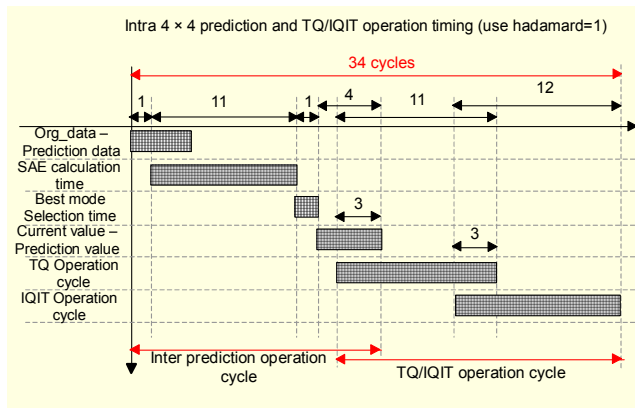 Intra 4 × 4 prediction and TQ/IQIT operation timing (use hadamard=1)
34 cycles
1
11
1
4
11
12
Org_data –
Prediction data
SAE calculation
time
Best mode
Selection time
3
Current value –
Prediction value
3
TQ Operation
cycle
IQIT Operation
cycle
Inter prediction operation
cycle
TQ/IQIT operation cycle